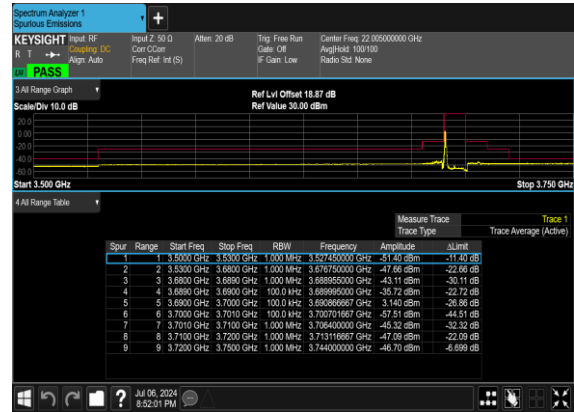 Spectrum Analyzer 1
Spurious Emissions
KEYSIGHT Input: RF Input Z: 50 Ω Atten: 20 dB Trig: Free Run Center Freq: 22.005000000 GHz
R T Coupling: DC Corr CCorr Gate: Off Avg|Hold: 100/100
Align: Auto Freq Ref: Int (S) IF Gain: Low Radio Std: None
PASS
3 All Range Graph
Ref Lvl Offset 18.87 dB
Scale/Div 10.0 dB Ref Value 30.00 dBm
20.0
0.00
-20.0
-40.0
-60.0
Start 3.500 GHz Stop 3.750 GHz
4 All Range Table
Measure Trace Trace 1
Trace Type Trace Average (Active)
Spur Range Start Freq Stop Freq RBW Frequency Amplitude ΔLimit
1 1 3.5000 GHz 3.5300 GHz 1.000 MHz 3.527450000 GHz -51.40 dBm -11.40 dB
2 2 3.5300 GHz 3.6800 GHz 1.000 MHz 3.676750000 GHz -47.66 dBm -22.66 dB
3 3 3.6800 GHz 3.6890 GHz 1.000 MHz 3.688955000 GHz -43.11 dBm -30.11 dB
4 4 3.6890 GHz 3.6900 GHz 100.0 kHz 3.689995000 GHz -35.72 dBm -22.72 dB
5 5 3.6900 GHz 3.7000 GHz 100.0 kHz 3.690866667 GHz 3.140 dBm -26.86 dB
6 6 3.7000 GHz 3.7010 GHz 100.0 kHz 3.700701667 GHz -57.51 dBm -44.51 dB
7 7 3.7010 GHz 3.7100 GHz 1.000 MHz 3.706400000 GHz -45.32 dBm -32.32 dB
8 8 3.7100 GHz 3.7200 GHz 1.000 MHz 3.713116667 GHz -47.09 dBm -22.09 dB
9 9 3.7200 GHz 3.7500 GHz 1.000 MHz 3.744000000 GHz -46.70 dBm -6.699 dB
? Jul 06, 2024
8:52:01 PM